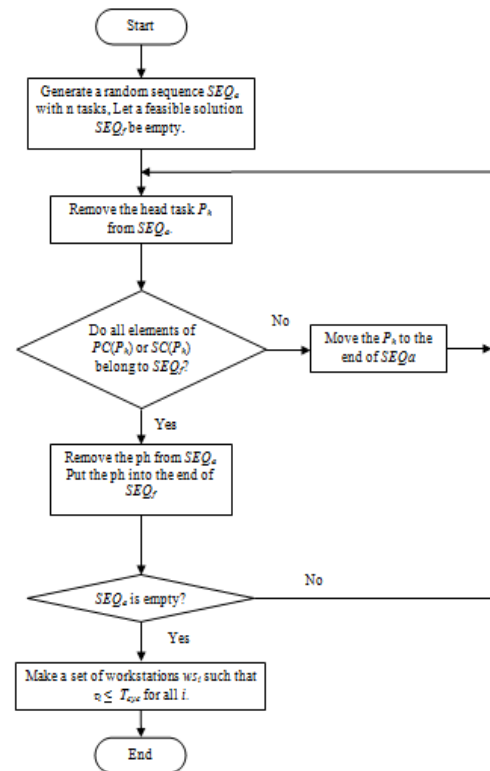 Start
Generate a random sequence SEQa
with n tasks, Let a feasible solution
SEQf be empty.
Remove the head task Ph
from SEQa.
Do all elements of
PC(Ph) or SC(Ph)
belong to SEQf?
No
Move the Ph to the
end of SEQα
Yes
Remove the ph from SEQa
Put the ph into the end of
SEQf
SEQa is empty?
No
Yes
Make a set of workstations wsi such that
≤ Tcyc for all i.
End